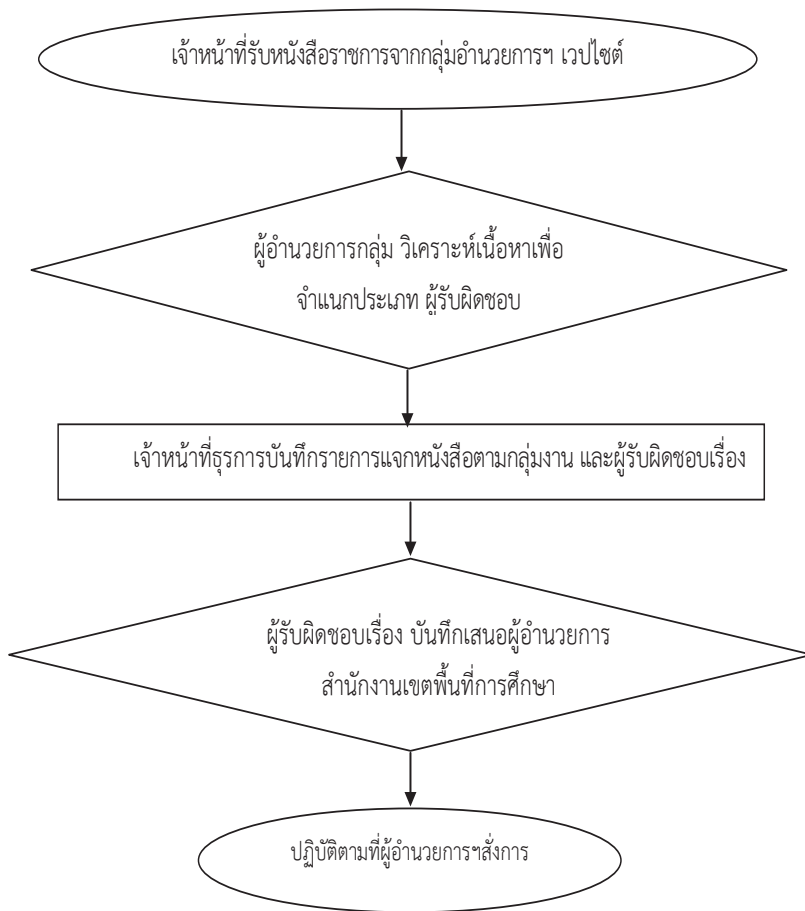 เจ้าหน้าที่รับหนังสือราชการจากกลุ่มอำนวยการฯ เวปไซต์
ผู้อำนวยการกลุ่ม วิเคราะห์เนื้อหาเพื่อ
จำแนกประเภท ผู้รับผิดชอบ
เจ้าหน้าที่ธุรการบันทึกรายการแจกหนังสือตามกลุ่มงาน และผู้รับผิดชอบเรื่อง
ผู้รับผิดชอบเรื่อง บันทึกเสนอผู้อำนวยการ
สำนักงานเขตพื้นที่การศึกษา
ปฏิบัติตามที่ผู้อำนวยการฯสั่งการ